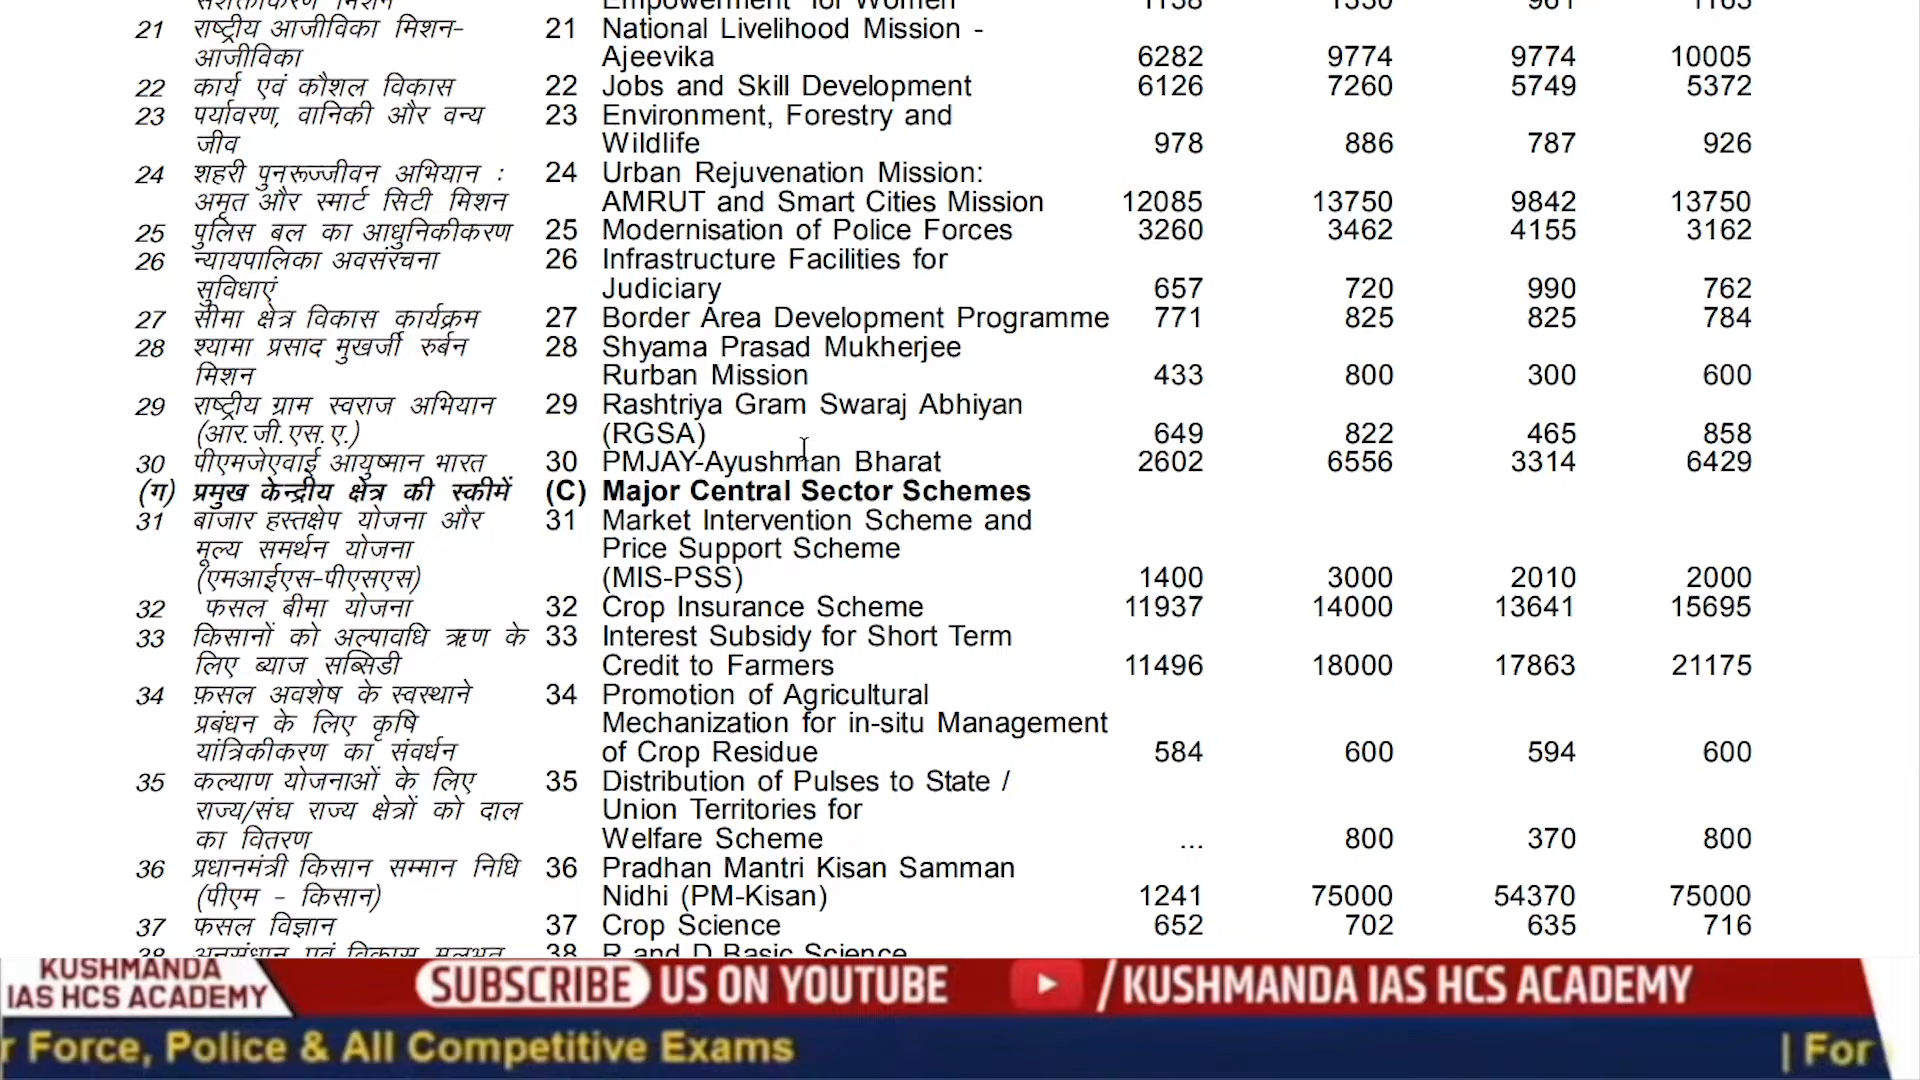 सशक्तीकरण मिशन Empowerment for Women 1330 961 1163
21 राष्ट्रीय आजीविका मिशन- 21 National Livelihood Mission -
आजीविका Ajeevika 6282 9774 9774 10005
22 कार्य एवं कौशल विकास 22 Jobs and Skill Development 6126 7260 5749 5372
23 पर्यावरण, वानिकी और वन्य 23 Environment, Forestry and
जीव Wildlife 978 886 787 926
24 शहरी पुनरूज्जीवन अभियान : 24 Urban Rejuvenation Mission:
अमृत और स्मार्ट सिटी मिशन AMRUT and Smart Cities Mission 12085 13750 9842 13750
25 पुलिस बल का आधुनिकीकरण 25 Modernisation of Police Forces 3260 3462 4155 3162
26 न्यायपालिका अवसंरचना 26 Infrastructure Facilities for
सुविधाएं Judiciary 657 720 990 762
27 सीमा क्षेत्र विकास कार्यक्रम 27 Border Area Development Programme 771 825 825 784
28 श्यामा प्रसाद मुखर्जी रुर्बन 28 Shyama Prasad Mukherjee
मिशन Rurban Mission 433 800 300 600
29 राष्ट्रीय ग्राम स्वराज अभियान 29 Rashtriya Gram Swaraj Abhiyan
(आर.जी.एस.ए.) (RGSA) 649 822 465 858
30 पीएमजेएवाई आयुष्मान भारत 30 PMJAY-Ayushman Bharat 2602 6556 3314 6429
(ग) प्रमुख केन्द्रीय क्षेत्र की स्कीमें (C) Major Central Sector Schemes
31 बाजार हस्तक्षेप योजना और 31 Market Intervention Scheme and
मूल्य समर्थन योजना Price Support Scheme
(एमआईएस-पीएसएस) (MIS-PSS) 1400 3000 2010 2000
32 फसल बीमा योजना 32 Crop Insurance Scheme 11937 14000 13641 15695
33 किसानों को अल्पावधि ऋण के 33 Interest Subsidy for Short Term
लिए ब्याज सब्सिडी Credit to Farmers 11496 18000 17863 21175
34 फ़सल अवशेष के स्वस्थाने 34 Promotion of Agricultural
प्रबंधन के लिए कृषि Mechanization for in-situ Management
यांत्रिकीकरण का संवर्धन of Crop Residue 584 600 594 600
35 कल्याण योजनाओं के लिए 35 Distribution of Pulses to State /
राज्य/संघ राज्य क्षेत्रों को दाल Union Territories for
का वितरण Welfare Scheme ... 800 370 800
36 प्रधानमंत्री किसान सम्मान निधि 36 Pradhan Mantri Kisan Samman
(पीएम - किसान) Nidhi (PM-Kisan) 1241 75000 54370 75000
37 फसल विज्ञान 37 Crop Science 652 702 635 716
38 अनुसंधान एवं विकास मूलभूत 38 R and D Basic Science
KUSHMANDA
IAS HCS ACADEMY
SUBSCRIBE US ON YOUTUBE /KUSHMANDA IAS HCS ACADEMY
r Force, Police & All Competitive Exams | For